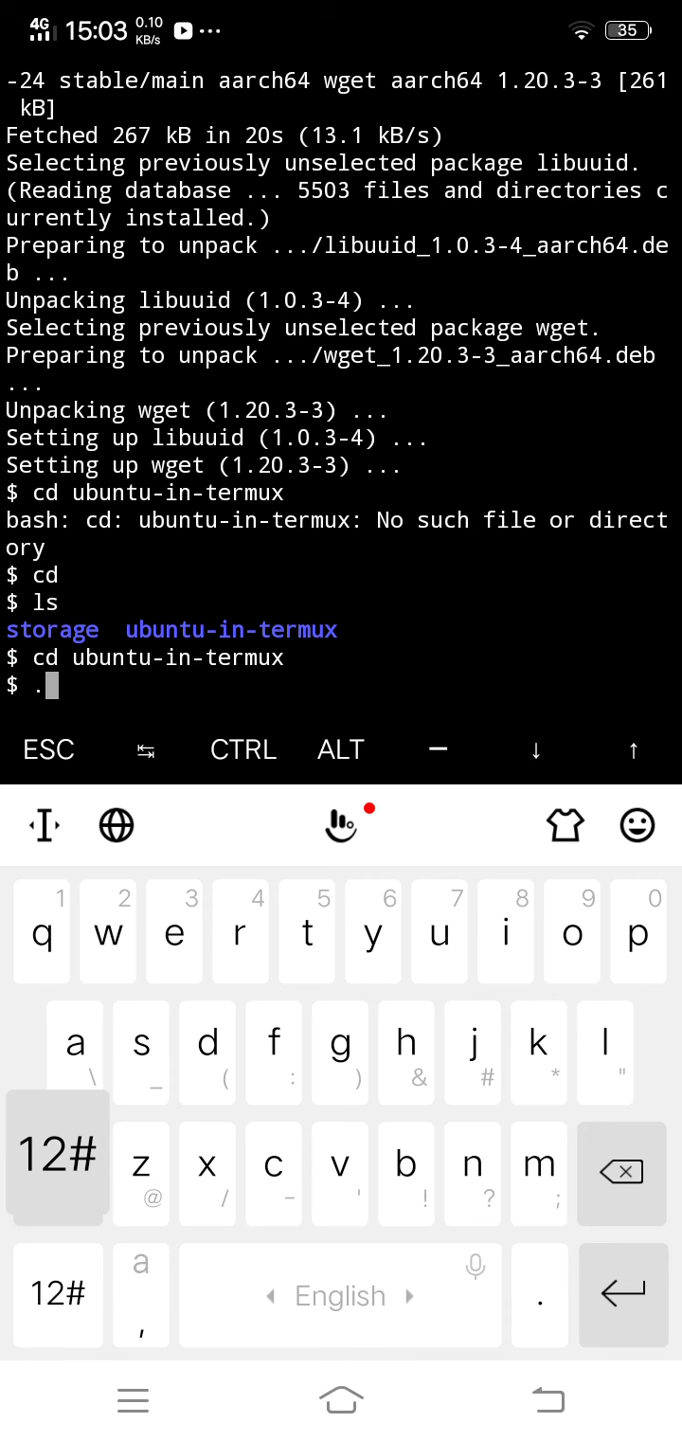 4G 15:03 0.10 KB/s ... 35
-24 stable/main aarch64 wget aarch64 1.20.3-3 [261
 kB]
Fetched 267 kB in 20s (13.1 kB/s)
Selecting previously unselected package libuuid.
(Reading database ... 5503 files and directories c
urrently installed.)
Preparing to unpack .../libuuid_1.0.3-4_aarch64.de
b ...
Unpacking libuuid (1.0.3-4) ...
Selecting previously unselected package wget.
Preparing to unpack .../wget_1.20.3-3_aarch64.deb
...
Unpacking wget (1.20.3-3) ...
Setting up libuuid (1.0.3-4) ...
Setting up wget (1.20.3-3) ...
$ cd ubuntu-in-termux
bash: cd: ubuntu-in-termux: No such file or direct
ory
$ cd
$ ls
storage  ubuntu-in-termux
$ cd ubuntu-in-termux
$ .
ESC ↹ CTRL ALT — ↓ ↑
1 2 3 4 5 6 7 8 9 0
q w e r t y u i o p
a s d f g h j k l
\ _ ( : ) & # * "
12# z x c v b n m
@ / - ' ! ? ;
12# a , English .